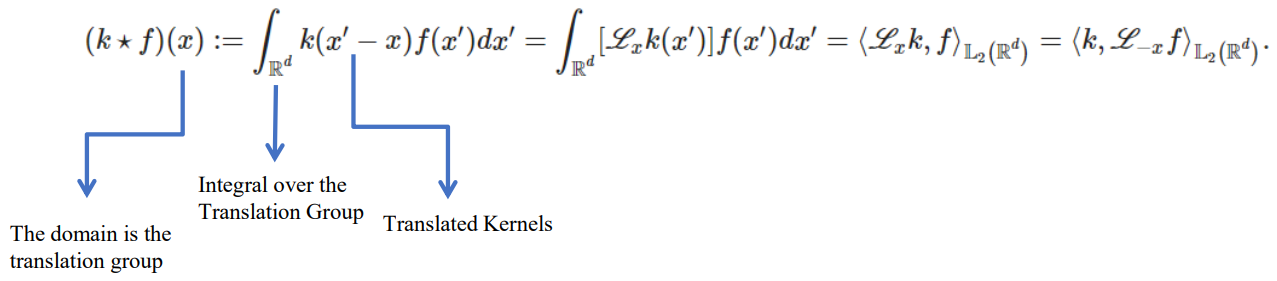 (k ⋆ f)(x) := ∫_{ℝ^d} k(x′ − x)f(x′)dx′ = ∫_{ℝ^d} [ℒ_x k(x′)]f(x′)dx′ = ⟨ℒ_x k, f⟩_{𝕃_2(ℝ^d)} = ⟨k, ℒ_{−x} f⟩_{𝕃_2(ℝ^d)}.
Integral over the
Translation Group
Translated Kernels
The domain is the
translation group